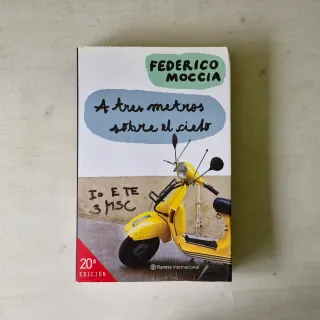 FEDERICO
MOCCIA
A tres metros
sobre el cielo
Io E TE
3 MSC
20ª
EDICIÓN
Planeta Internacional